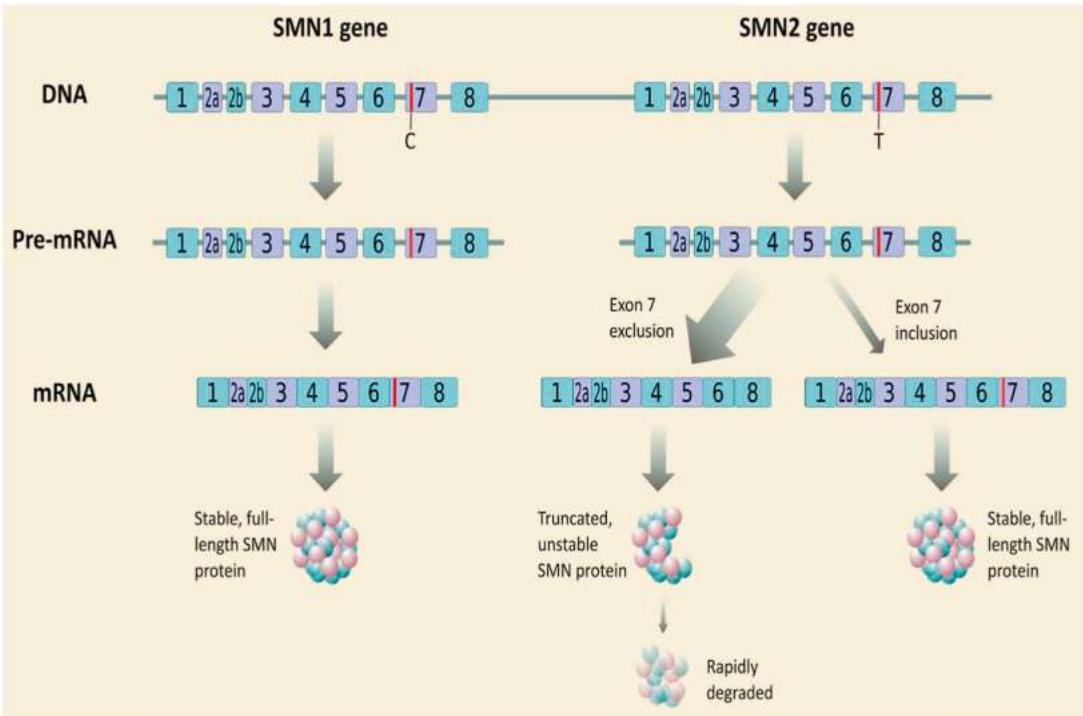 SMN1 gene
SMN2 gene
DNA
1 2a 2b 3 4 5 6 7 8
1 2a 2b 3 4 5 6 7 8
C
T
Pre-mRNA
1 2a 2b 3 4 5 6 7 8
1 2a 2b 3 4 5 6 7 8
Exon 7
exclusion
Exon 7
inclusion
mRNA
1 2a 2b 3 4 5 6 7 8
1 2a 2b 3 4 5 6 8
1 2a 2b 3 4 5 6 7 8
Stable, full-
length SMN
protein
Truncated,
unstable
SMN protein
Stable, full-
length SMN
protein
Rapidly
degraded